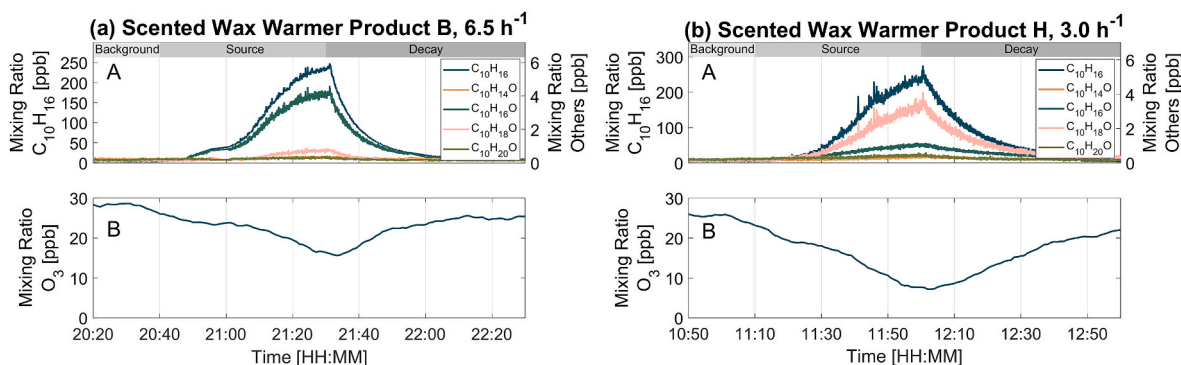 (a) Scented Wax Warmer Product B, 6.5 h⁻¹
Background Source Decay
A
Mixing Ratio
C₁₀H₁₆ [ppb]
250
200
150
100
50
0
Mixing Ratio
Others [ppb]
6
4
2
0
C₁₀H₁₆
C₁₀H₁₄O
C₁₀H₁₆O
C₁₀H₁₈O
C₁₀H₂₀O
B
Mixing Ratio
O₃ [ppb]
30
20
10
0
20:20 20:40 21:00 21:20 21:40 22:00 22:20
Time [HH:MM]
(b) Scented Wax Warmer Product H, 3.0 h⁻¹
Background Source Decay
A
Mixing Ratio
C₁₀H₁₆ [ppb]
300
200
100
0
Mixing Ratio
Others [ppb]
6
4
2
0
C₁₀H₁₆
C₁₀H₁₄O
C₁₀H₁₆O
C₁₀H₁₈O
C₁₀H₂₀O
B
Mixing Ratio
O₃ [ppb]
30
20
10
0
10:50 11:10 11:30 11:50 12:10 12:30 12:50
Time [HH:MM]